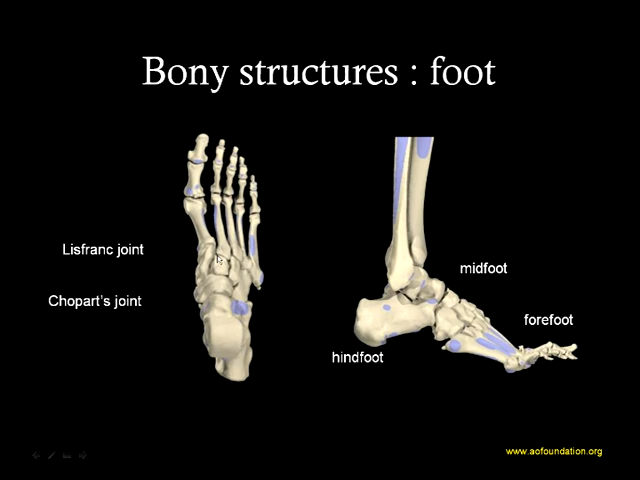 Bony structures : foot
Lisfranc joint
midfoot
Chopart's joint
forefoot
hindfoot
www.aofoundation.org